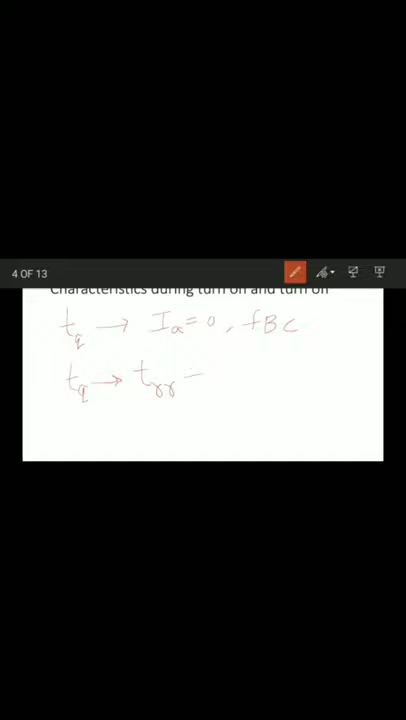 4 OF 13
Characteristics during turn on and turn off
tq → Ia = 0, fBC
tq → trr =